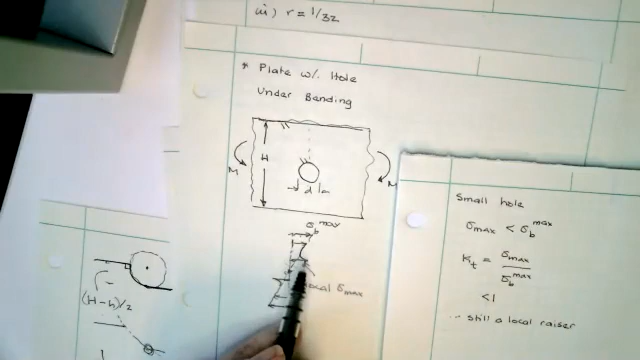 iii) r = 1/32
* Plate w/. Hole
Under Bending
H
M
M
d
σb max
local σmax
(H-h)/2
Small hole
σmax < σb max
Kt = σmax / σb max
<1
∴ still a local raiser